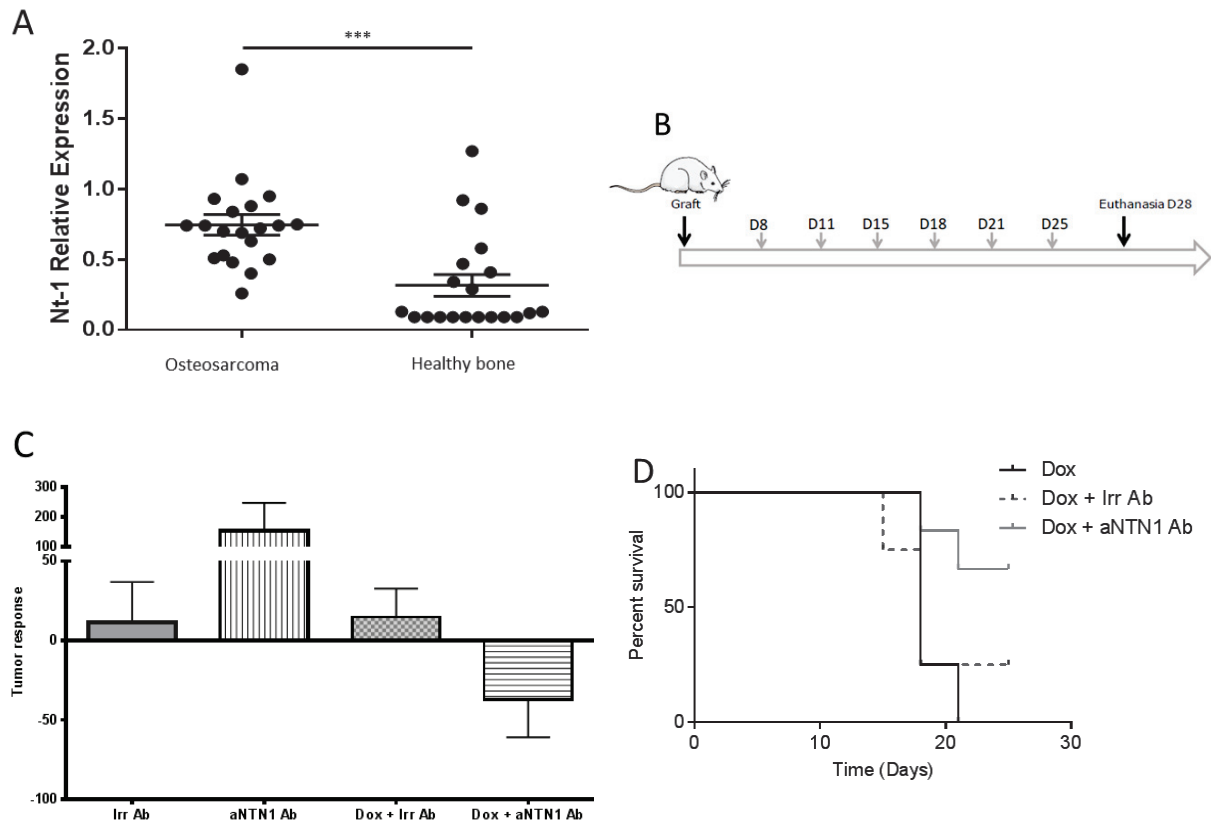 A
***
Nt-1 Relative Expression
2.0
1.5
1.0
0.5
0.0
Osteosarcoma
Healthy bone
B
Graft
D8
D11
D15
D18
D21
D25
Euthanasia D28
C
Tumor response
300
200
100
50
0
-50
-100
Irr Ab
aNTN1 Ab
Dox + Irr Ab
Dox + aNTN1 Ab
D
Dox
Dox + Irr Ab
Dox + aNTN1 Ab
Percent survival
100
50
0
0
10
20
30
Time (Days)